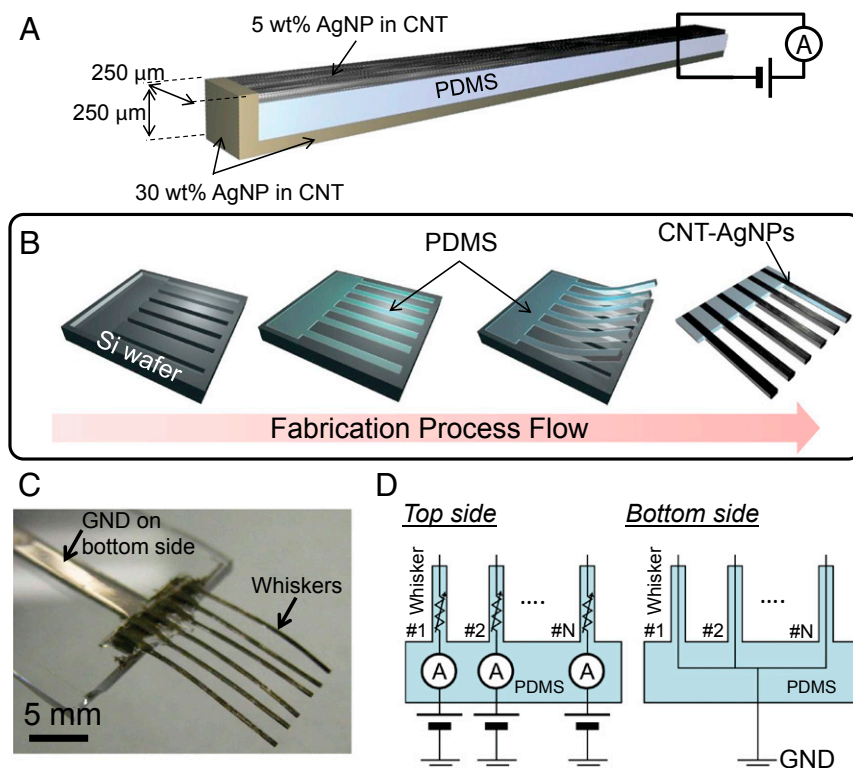 A
5 wt% AgNP in CNT
A
250 µm
250 µm
PDMS
30 wt% AgNP in CNT
B
PDMS
CNT-AgNPs
Si wafer
Fabrication Process Flow
C
GND on
bottom side
Whiskers
5 mm
D
Top side
Bottom side
Whisker
#1
#2
....
#N
A
A
A
PDMS
Whisker
#1
#2
....
#N
PDMS
GND